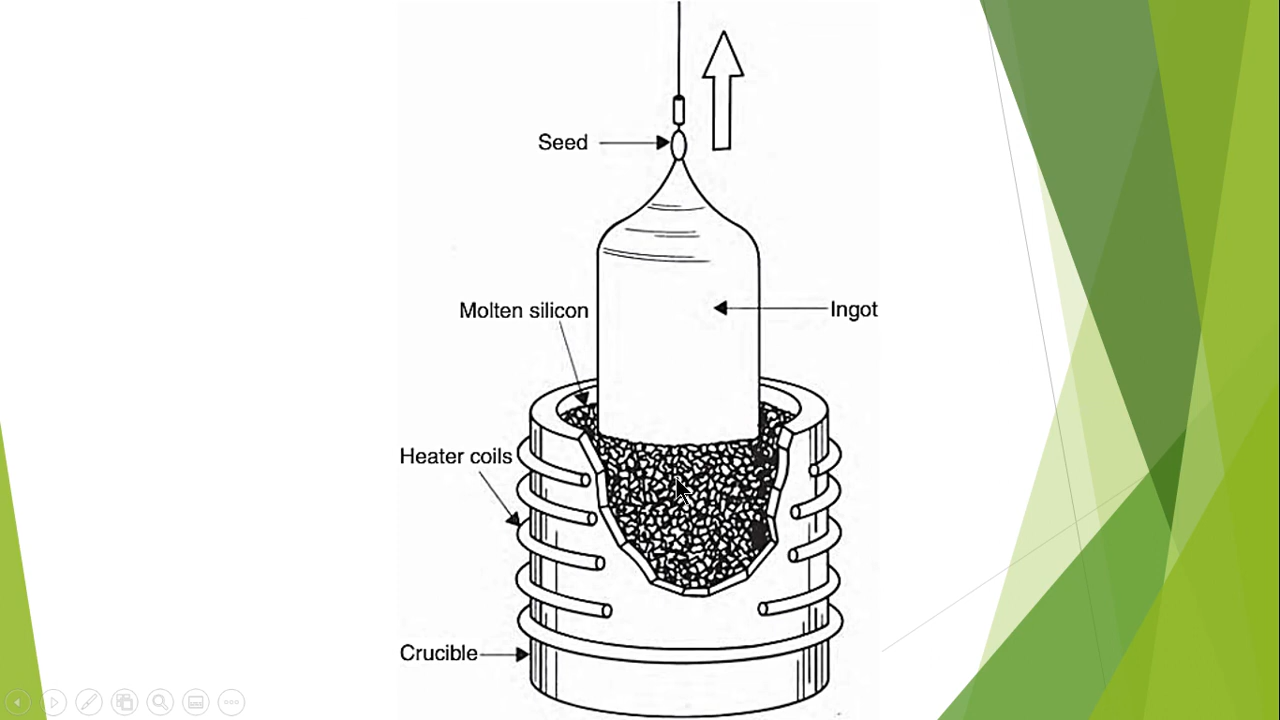 Seed
Molten silicon
Ingot
Heater coils
Crucible